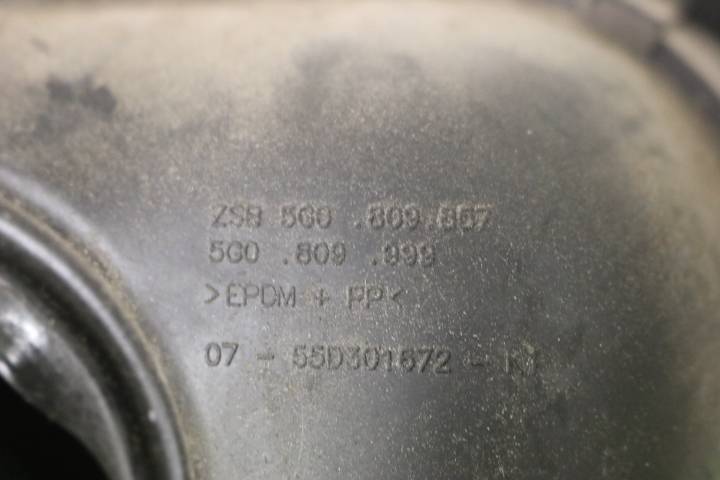 ZSB 5G0 .809.857
5G0 .809 .999
>EPDM + PP<
07 - 55D301672 -